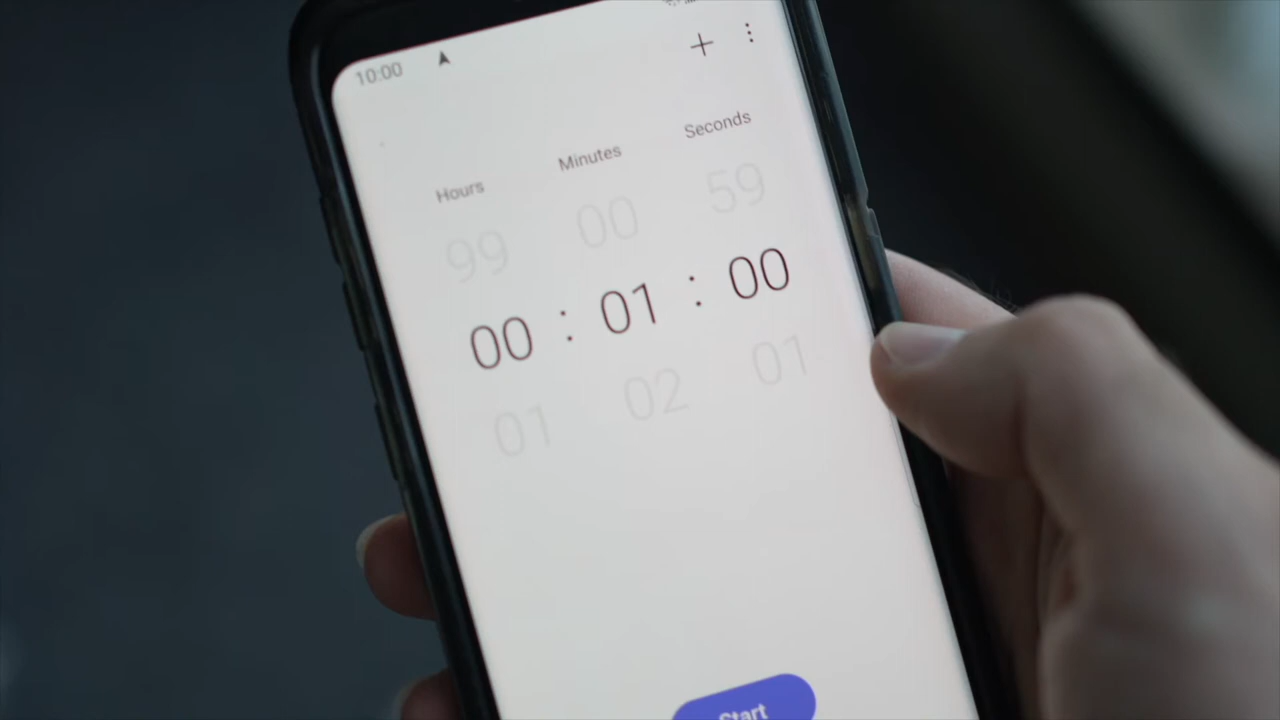 10:00
Hours Minutes Seconds
99 00 59
00 : 01 : 00
01 02 01
Start